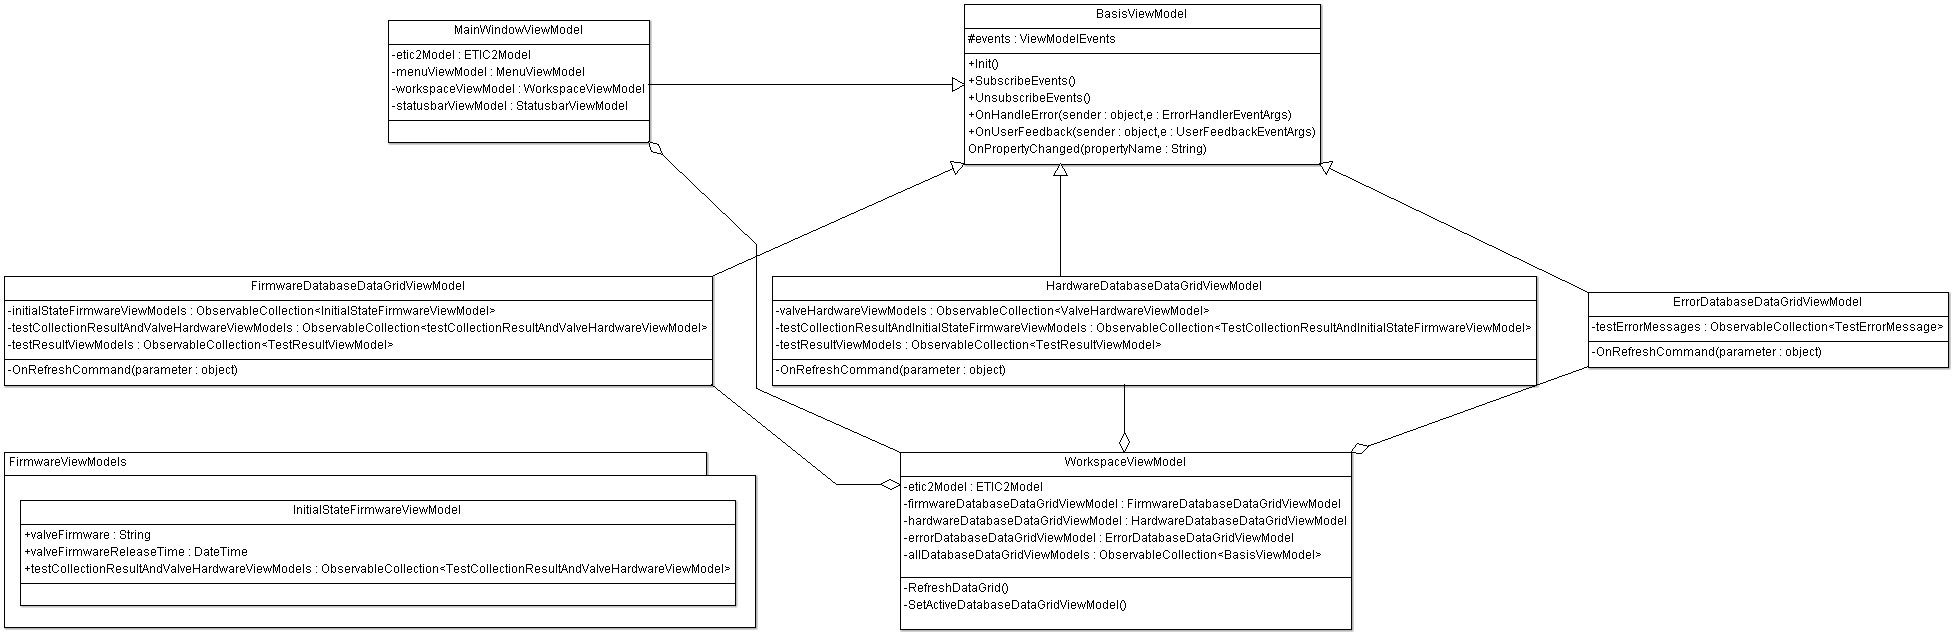 MainWindowViewModel
-etic2Model : ETIC2Model
-menuViewModel : MenuViewModel
-workspaceViewModel : WorkspaceViewModel
-statusbarViewModel : StatusbarViewModel
BasisViewModel
#events : ViewModelEvents
+Init()
+SubscribeEvents()
+UnsubscribeEvents()
+OnHandleError(sender : object,e : ErrorHandlerEventArgs)
+OnUserFeedback(sender : object,e : UserFeedbackEventArgs)
OnPropertyChanged(propertyName : String)
FirmwareDatabaseDataGridViewModel
-initialStateFirmwareViewModels : ObservableCollection<InitialStateFirmwareViewModel>
-testCollectionResultAndValveHardwareViewModels : ObservableCollection<testCollectionResultAndValveHardwareViewModel>
-testResultViewModels : ObservableCollection<TestResultViewModel>
-OnRefreshCommand(parameter : object)
HardwareDatabaseDataGridViewModel
-valveHardwareViewModels : ObservableCollection<ValveHardwareViewModel>
-testCollectionResultAndInitialStateFirmwareViewModels : ObservableCollection<TestCollectionResultAndInitialStateFirmwareViewModel>
-testResultViewModels : ObservableCollection<TestResultViewModel>
-OnRefreshCommand(parameter : object)
ErrorDatabaseDataGridViewModel
-testErrorMessages : ObservableCollection<TestErrorMessage>
-OnRefreshCommand(parameter : object)
FirmwareViewModels
InitialStateFirmwareViewModel
+valveFirmware : String
+valveFirmwareReleaseTime : DateTime
+testCollectionResultAndValveHardwareViewModels : ObservableCollection<TestCollectionResultAndValveHardwareViewModel>
WorkspaceViewModel
-etic2Model : ETIC2Model
-firmwareDatabaseDataGridViewModel : FirmwareDatabaseDataGridViewModel
-hardwareDatabaseDataGridViewModel : HardwareDatabaseDataGridViewModel
-errorDatabaseDataGridViewModel : ErrorDatabaseDataGridViewModel
-allDatabaseDataGridViewModels : ObservableCollection<BasisViewModel>
-RefreshDataGrid()
-SetActiveDatabaseDataGridViewModel()